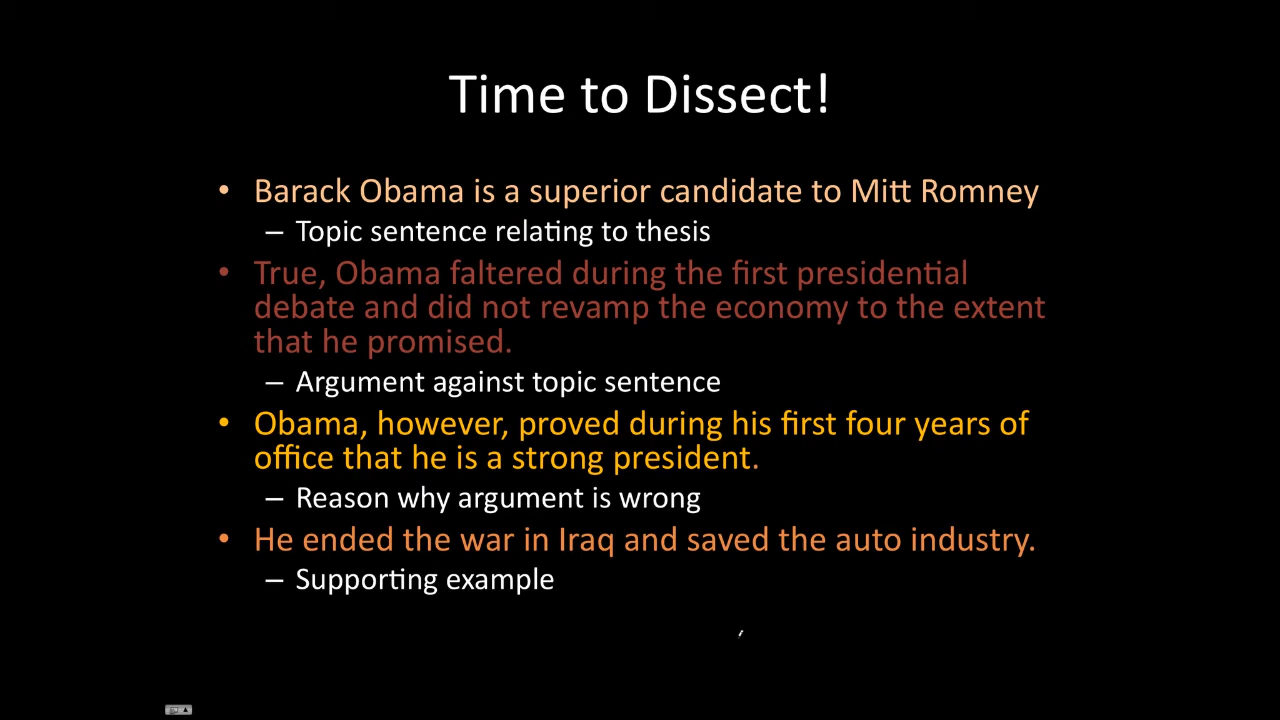 Time to Dissect!
• Barack Obama is a superior candidate to Mitt Romney
– Topic sentence relating to thesis
• True, Obama faltered during the first presidential
debate and did not revamp the economy to the extent
that he promised.
– Argument against topic sentence
• Obama, however, proved during his first four years of
office that he is a strong president.
– Reason why argument is wrong
• He ended the war in Iraq and saved the auto industry.
– Supporting example